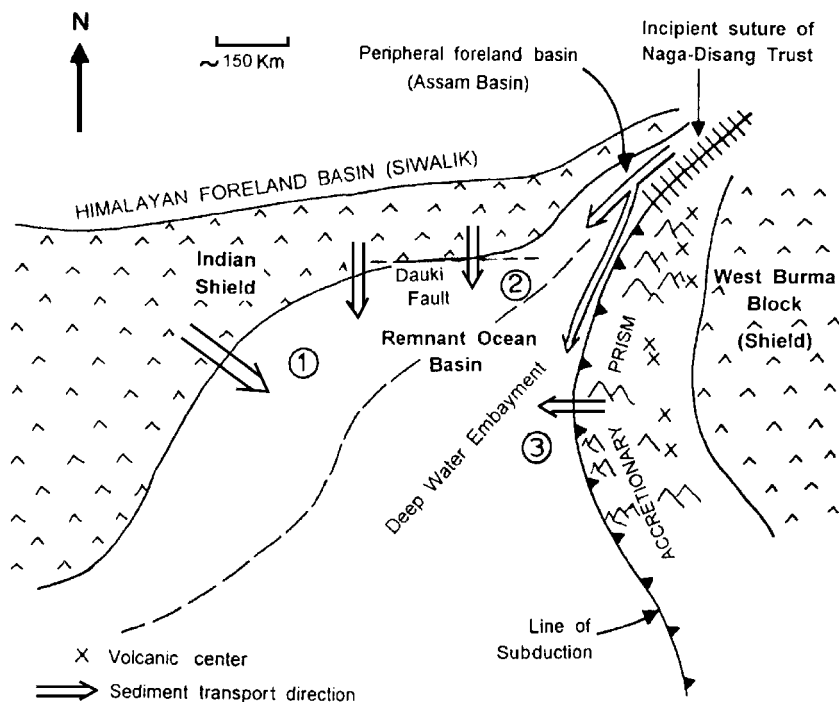 N
~ 150 Km
Peripheral foreland basin
(Assam Basin)
Incipient suture of
Naga-Disang Trust
HIMALAYAN FORELAND BASIN (SIWALIK)
Indian
Shield
Dauki
Fault
2
West Burma
Block
(Shield)
Remnant Ocean
Basin
1
PRISM
ACCRETIONARY
Deep Water Embayment
3
Line of
Subduction
X Volcanic center
Sediment transport direction